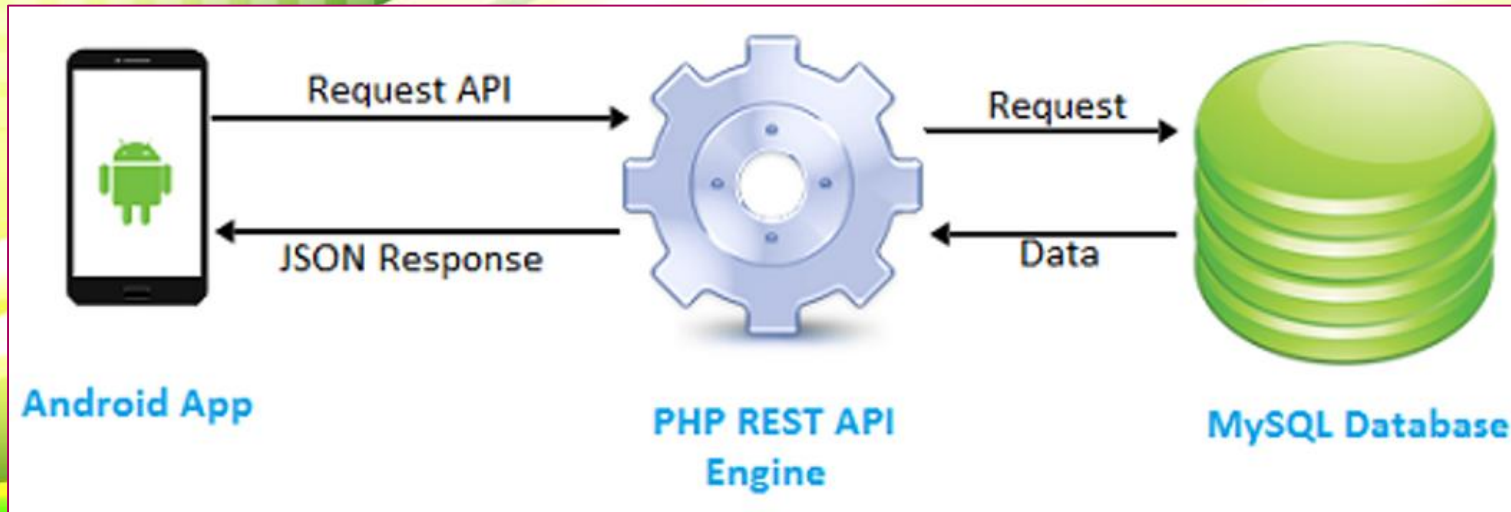 Request API
JSON Response
Request
Data
Android App
PHP REST API
Engine
MySQL Database